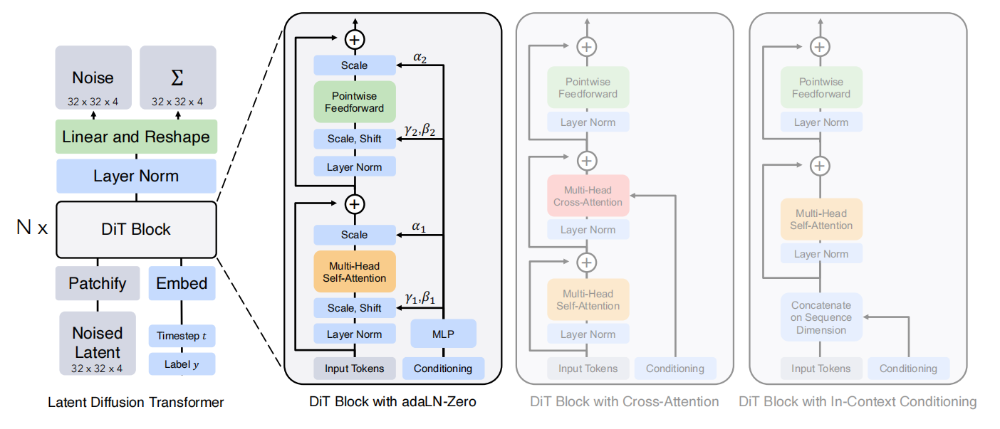 Noise
32 x 32 x 4
Σ
32 x 32 x 4
Linear and Reshape
Layer Norm
N x
DiT Block
Patchify
Embed
Noised
Latent
32 x 32 x 4
Timestep t
Label y
Latent Diffusion Transformer
+
Scale
α₂
Pointwise
Feedforward
Scale, Shift
γ₂,β₂
Layer Norm
+
Scale
α₁
Multi-Head
Self-Attention
Scale, Shift
γ₁,β₁
Layer Norm
MLP
Input Tokens
Conditioning
DiT Block with adaLN-Zero
+
Pointwise
Feedforward
Layer Norm
+
Multi-Head
Cross-Attention
Layer Norm
+
Multi-Head
Self-Attention
Layer Norm
Input Tokens
Conditioning
DiT Block with Cross-Attention
+
Pointwise
Feedforward
Layer Norm
+
Multi-Head
Self-Attention
Layer Norm
Concatenate
on Sequence
Dimension
Input Tokens
Conditioning
DiT Block with In-Context Conditioning